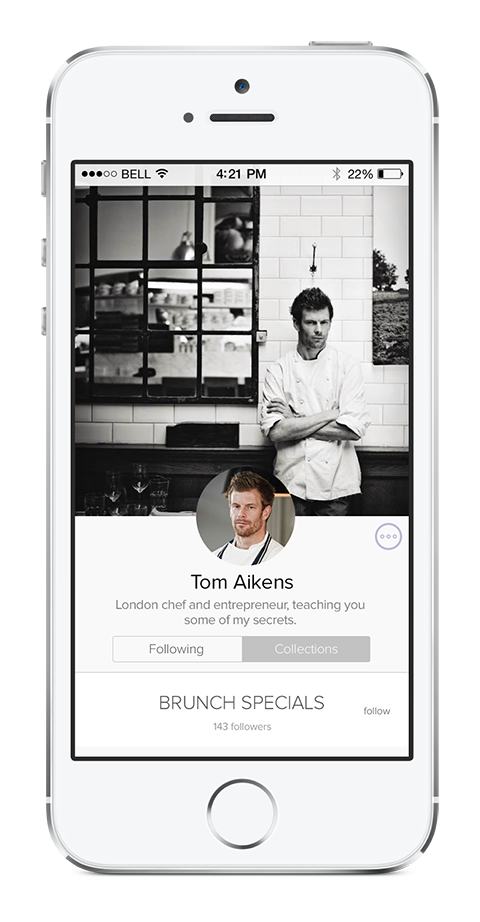 BELL 4:21 PM 22%
Tom Aikens
London chef and entrepreneur, teaching you
some of my secrets.
Following Collections
BRUNCH SPECIALS
follow
143 followers